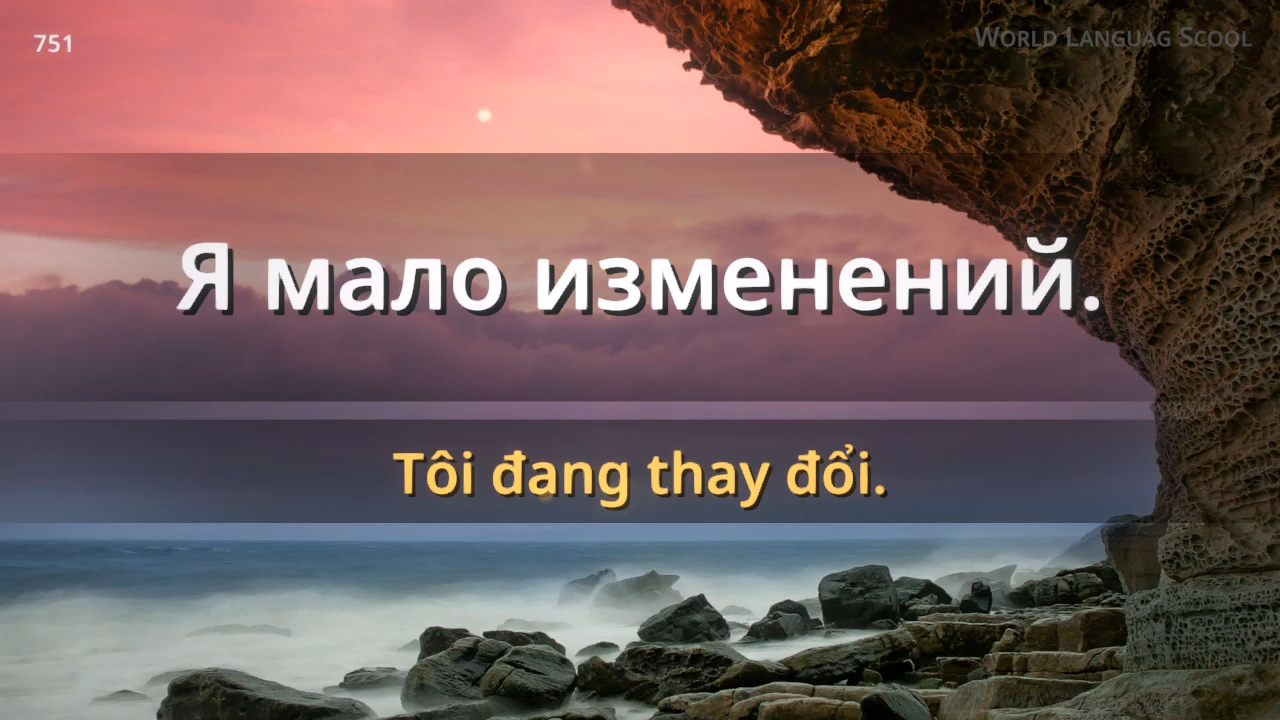 751
World Languag Scool
Я мало изменений.
Tôi đang thay đổi.